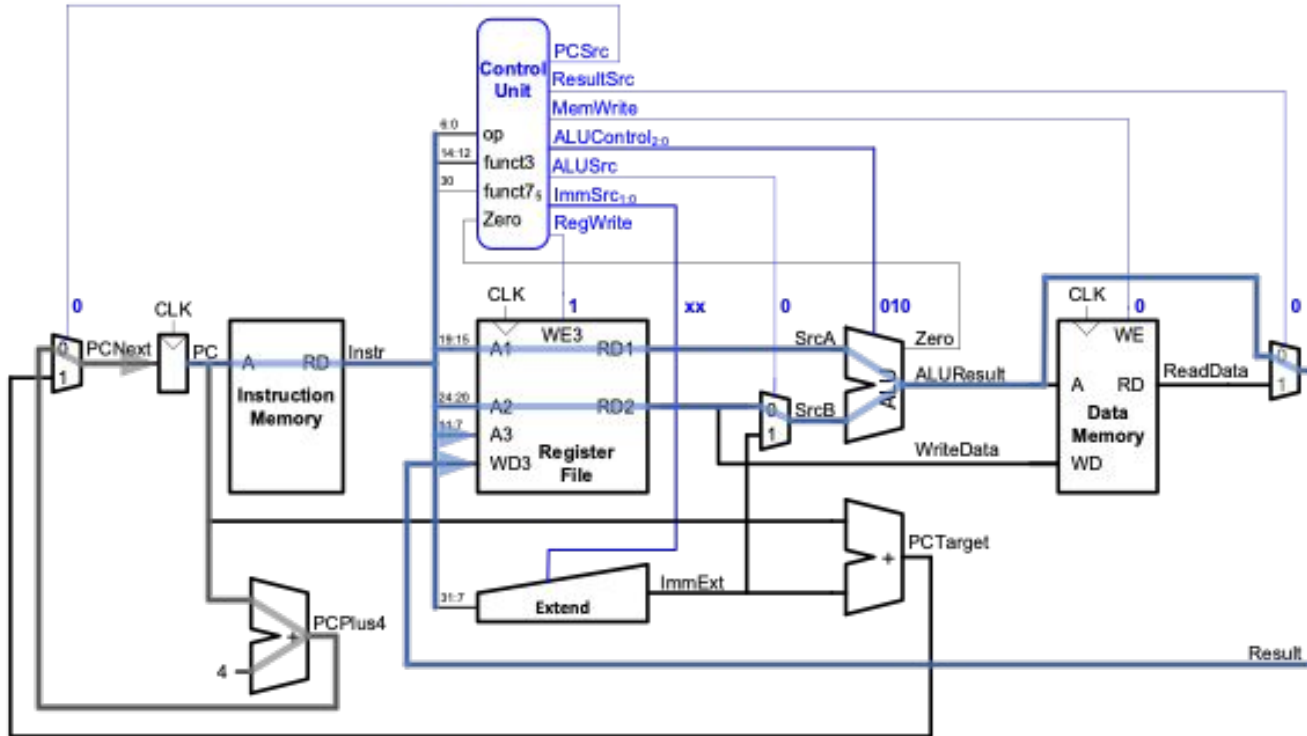 PCSrc
Control
Unit
ResultSrc
MemWrite
6:0
op
ALUControl2:0
14:12
funct3
ALUSrc
30
funct75
ImmSrc1:0
Zero
RegWrite
0
CLK
CLK
1
xx
0
010
CLK
0
0
0
1
PCNext
PC
A
RD
Instr
Instruction
Memory
19:15
A1
WE3
RD1
SrcA
Zero
WE
24:20
A2
RD2
0
1
SrcB
ALU
ALUResult
A
RD
ReadData
0
1
11:7
A3
Data
Memory
WD3
Register
File
WriteData
WD
PCTarget
+
ImmExt
31:7
Extend
PCPlus4
+
4
Result